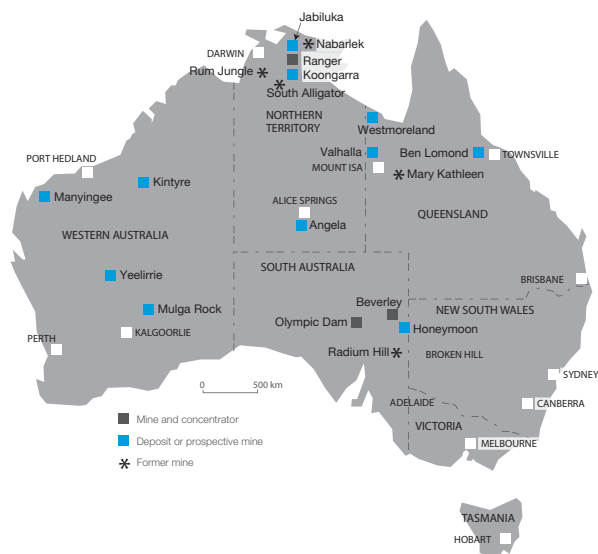 Jabiluka
Nabarlek
DARWIN
Ranger
Rum Jungle
Koongarra
South Alligator
NORTHERN
TERRITORY
Westmoreland
PORT HEDLAND
Valhalla
Ben Lomond
TOWNSVILLE
MOUNT ISA
Kintyre
Mary Kathleen
Manyingee
ALICE SPRINGS
QUEENSLAND
Angela
WESTERN AUSTRALIA
SOUTH AUSTRALIA
Yeelirrie
BRISBANE
Beverley
NEW SOUTH WALES
Mulga Rock
Olympic Dam
Honeymoon
KALGOORLIE
PERTH
Radium Hill
BROKEN HILL
SYDNEY
0 500 km
ADELAIDE
CANBERRA
Mine and concentrator
VICTORIA
Deposit or prospective mine
MELBOURNE
Former mine
TASMANIA
HOBART